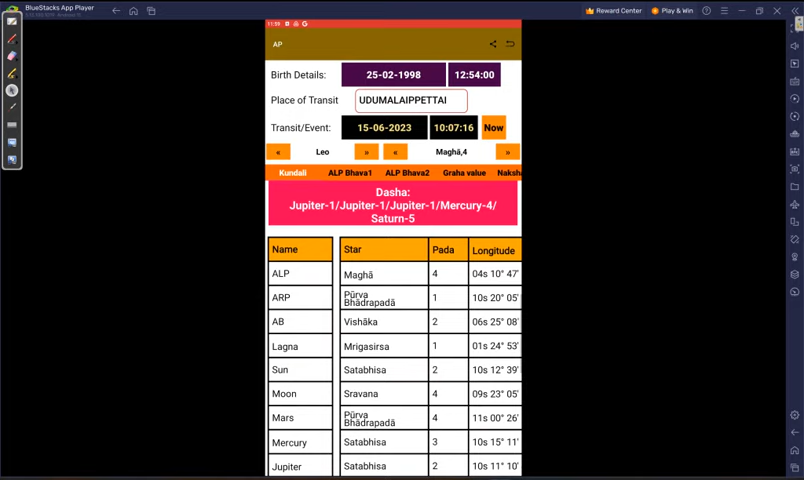 BlueStacks App Player
Reward Center
Play & Win
11:55
AP
Birth Details: 25-02-1998 12:54:00
Place of Transit UDUMALAIPPETTAI
Transit/Event: 15-06-2023 10:07:16 Now
« Leo » « Maghā,4 »
Kundali ALP Bhava1 ALP Bhava2 Graha value Naksh
Dasha:
Jupiter-1/Jupiter-1/Jupiter-1/Mercury-4/
Saturn-5
Name Star Pada Longitude
ALP Maghā 4 04s 10° 47'
ARP Pūrva Bhādrapadā 1 10s 20° 05'
AB Vishāka 2 06s 25° 08'
Lagna Mrigasirsa 1 01s 24° 53'
Sun Satabhisa 2 10s 12° 39'
Moon Sravana 4 09s 23° 05'
Mars Pūrva Bhādrapadā 4 11s 00° 26'
Mercury Satabhisa 3 10s 15° 11'
Jupiter Satabhisa 2 10s 11° 10'